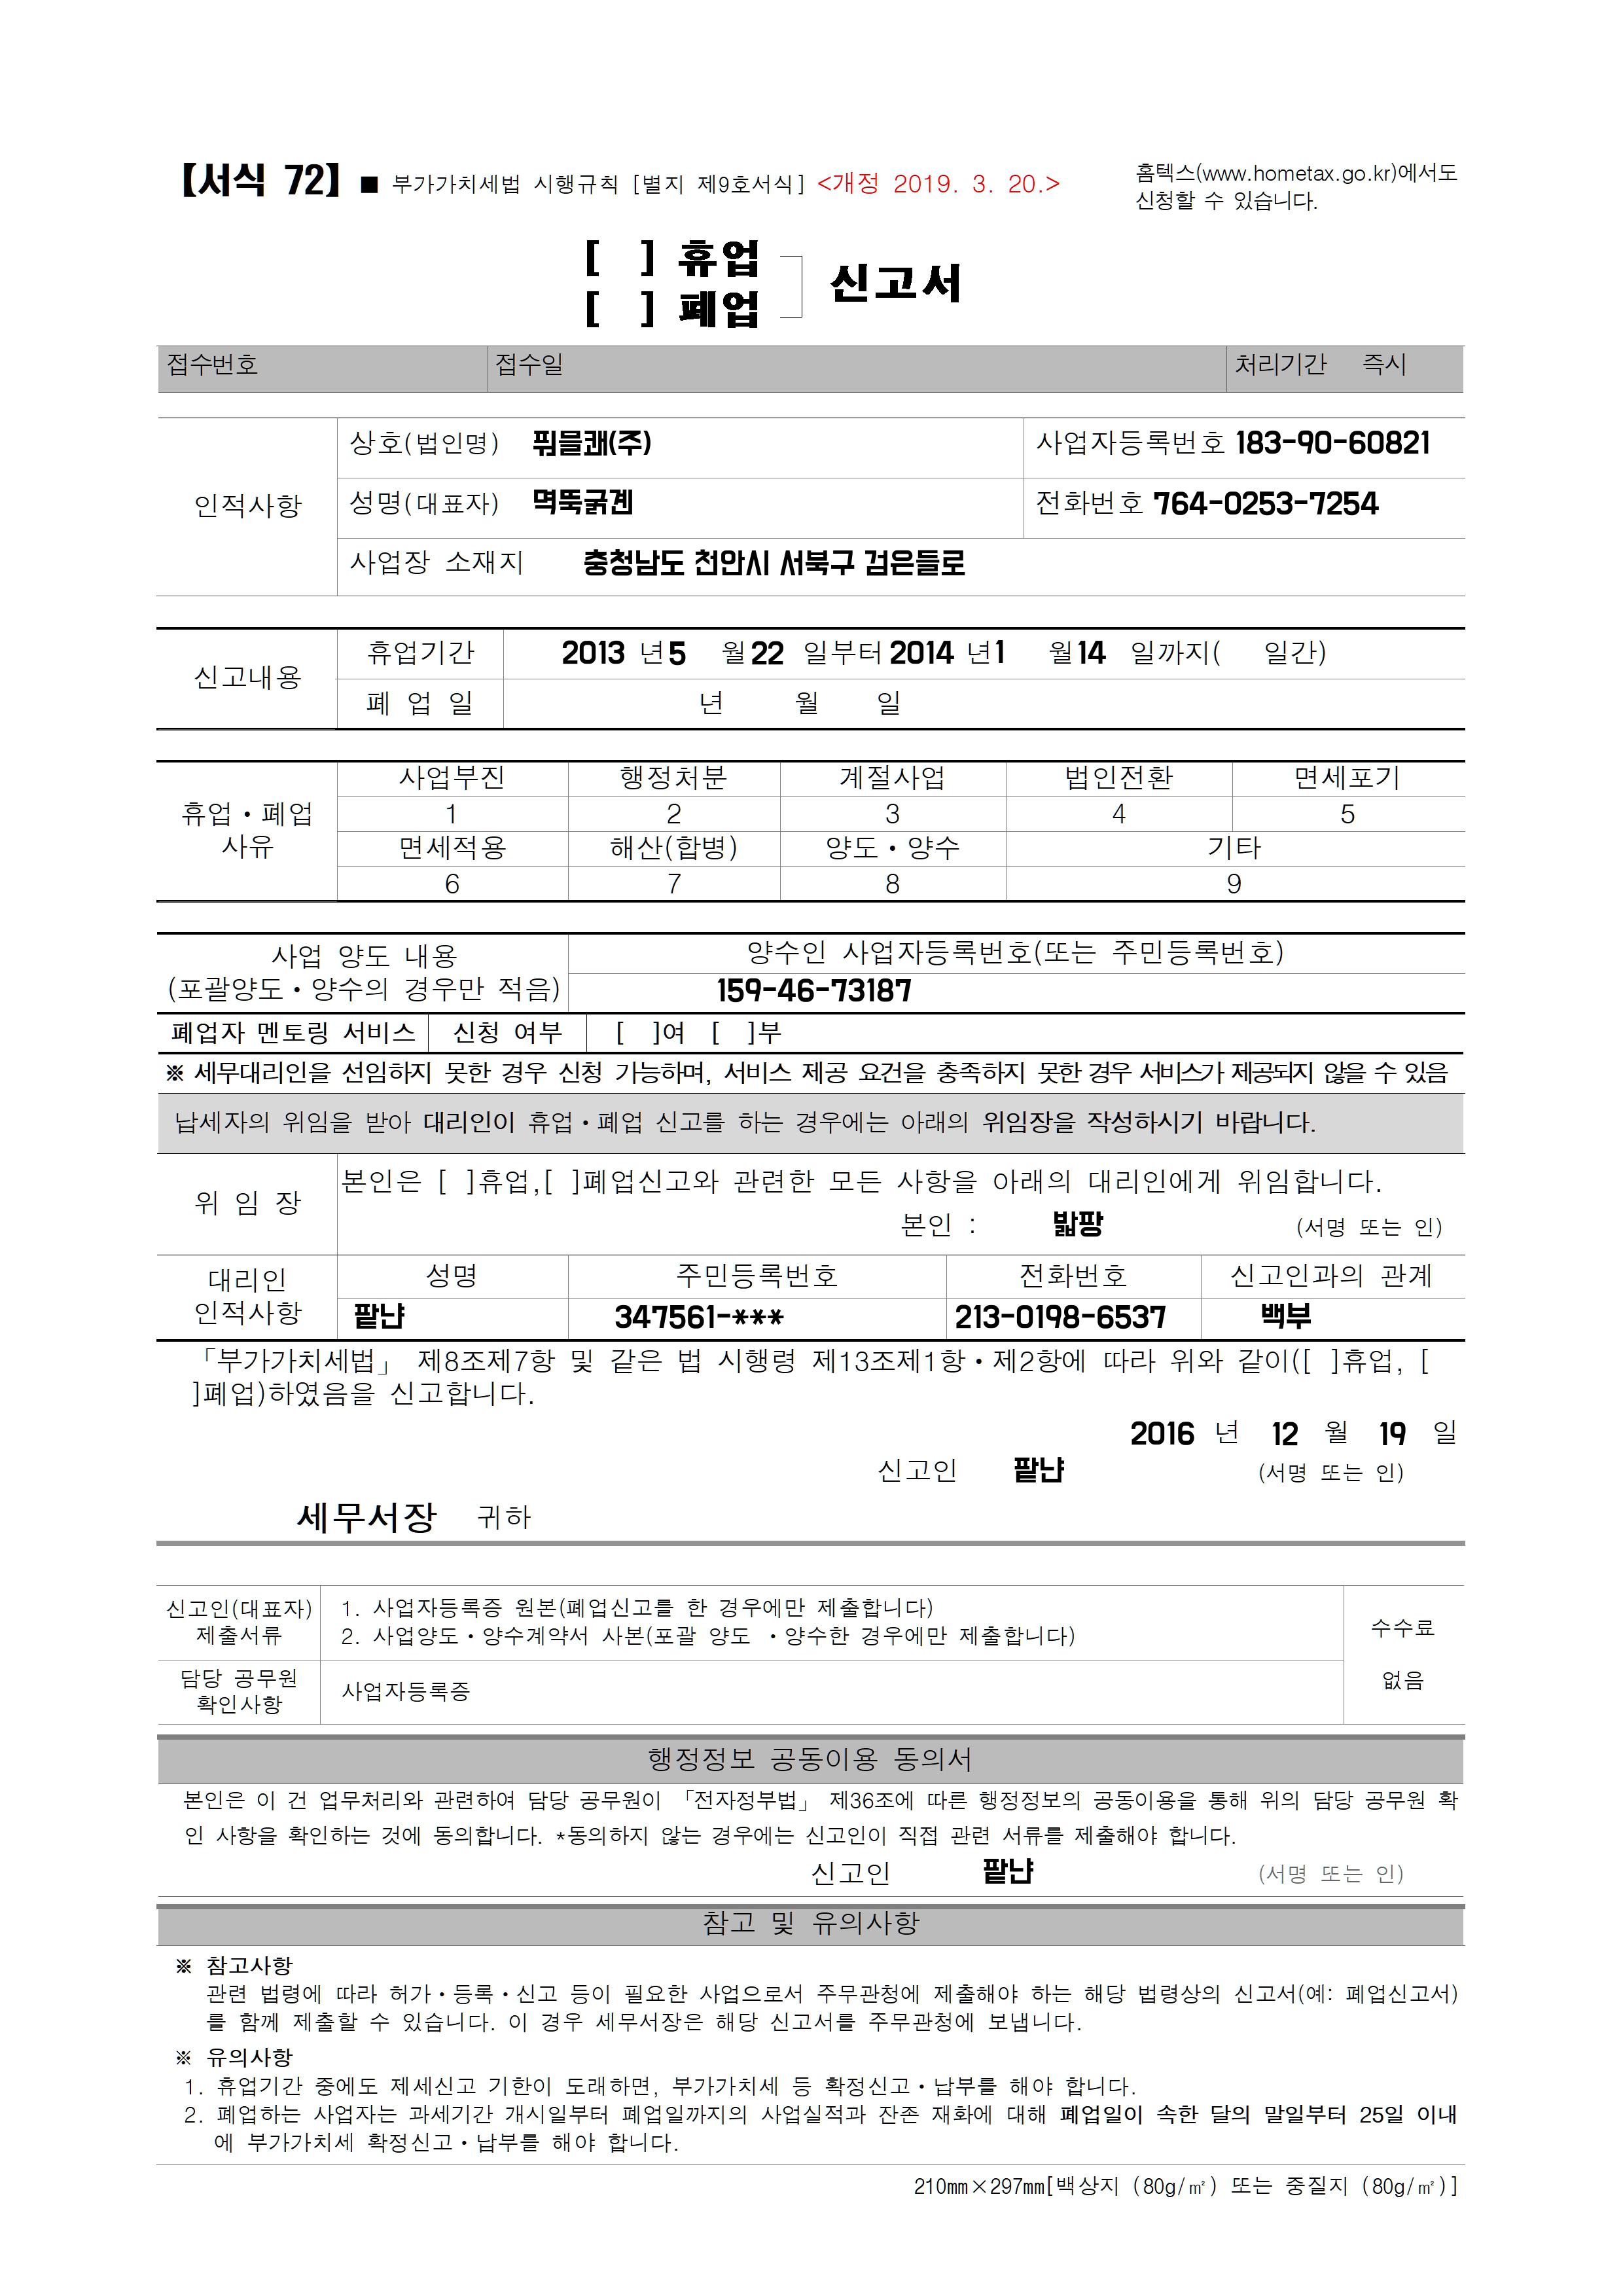 【서식 72】 ■ 부가가치세법 시행규칙 [별지 제9호서식] <개정 2019. 3. 20.>
홈텍스(www.hometax.go.kr)에서도
신청할 수 있습니다.
[ ] 휴업
[ ] 폐업
신고서
접수번호 접수일 처리기간 즉시
인적사항
상호(법인명) 풔믈쾌(주) 사업자등록번호 183-90-60821
성명(대표자) 멱뚝굵곈 전화번호 764-0253-7254
사업장 소재지 충청남도 천안시 서북구 검은들로
신고내용
휴업기간 2013 년 5 월 22 일부터 2014 년 1 월 14 일까지( 일간)
폐 업 일 년 월 일
휴업・폐업
사유
사업부진 행정처분 계절사업 법인전환 면세포기
1 2 3 4 5
면세적용 해산(합병) 양도・양수 기타
6 7 8 9
사업 양도 내용
(포괄양도・양수의 경우만 적음)
양수인 사업자등록번호(또는 주민등록번호)
159-46-73187
폐업자 멘토링 서비스 신청 여부 [ ]여 [ ]부
※ 세무대리인을 선임하지 못한 경우 신청 가능하며, 서비스 제공 요건을 충족하지 못한 경우 서비스가 제공되지 않을 수 있음
납세자의 위임을 받아 대리인이 휴업・폐업 신고를 하는 경우에는 아래의 위임장을 작성하시기 바랍니다.
위 임 장
본인은 [ ]휴업,[ ]폐업신고와 관련한 모든 사항을 아래의 대리인에게 위임합니다.
본인 : 밟팡 (서명 또는 인)
대리인
인적사항
성명 주민등록번호 전화번호 신고인과의 관계
팥냔 347561-*** 213-0198-6537 백부
「부가가치세법」 제8조제7항 및 같은 법 시행령 제13조제1항・제2항에 따라 위와 같이([ ]휴업, [
]폐업)하였음을 신고합니다.
2016 년 12 월 19 일
신고인 팥냔 (서명 또는 인)
세무서장 귀하
신고인(대표자)
제출서류
1. 사업자등록증 원본(폐업신고를 한 경우에만 제출합니다)
2. 사업양도・양수계약서 사본(포괄 양도 ・양수한 경우에만 제출합니다)
수수료
없음
담당 공무원
확인사항
사업자등록증
행정정보 공동이용 동의서
본인은 이 건 업무처리와 관련하여 담당 공무원이 「전자정부법」 제36조에 따른 행정정보의 공동이용을 통해 위의 담당 공무원 확
인 사항을 확인하는 것에 동의합니다. *동의하지 않는 경우에는 신고인이 직접 관련 서류를 제출해야 합니다.
신고인 팥냔 (서명 또는 인)
참고 및 유의사항
※ 참고사항
관련 법령에 따라 허가・등록・신고 등이 필요한 사업으로서 주무관청에 제출해야 하는 해당 법령상의 신고서(예: 폐업신고서)
를 함께 제출할 수 있습니다. 이 경우 세무서장은 해당 신고서를 주무관청에 보냅니다.
※ 유의사항
1. 휴업기간 중에도 제세신고 기한이 도래하면, 부가가치세 등 확정신고・납부를 해야 합니다.
2. 폐업하는 사업자는 과세기간 개시일부터 폐업일까지의 사업실적과 잔존 재화에 대해 폐업일이 속한 달의 말일부터 25일 이내
에 부가가치세 확정신고・납부를 해야 합니다.
210㎜×297㎜[백상지 (80g/㎡) 또는 중질지 (80g/㎡)]